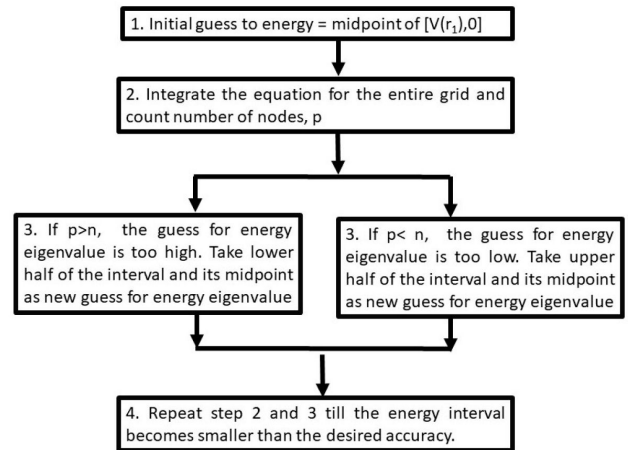 1. Initial guess to energy = midpoint of [V(r₁),0]
2. Integrate the equation for the entire grid and
count number of nodes, p
3. If p>n, the guess for energy
eigenvalue is too high. Take lower
half of the interval and its midpoint
as new guess for energy eigenvalue
3. If p< n, the guess for energy
eigenvalue is too low. Take upper
half of the interval and its midpoint
as new guess for energy eigenvalue
4. Repeat step 2 and 3 till the energy interval
becomes smaller than the desired accuracy.